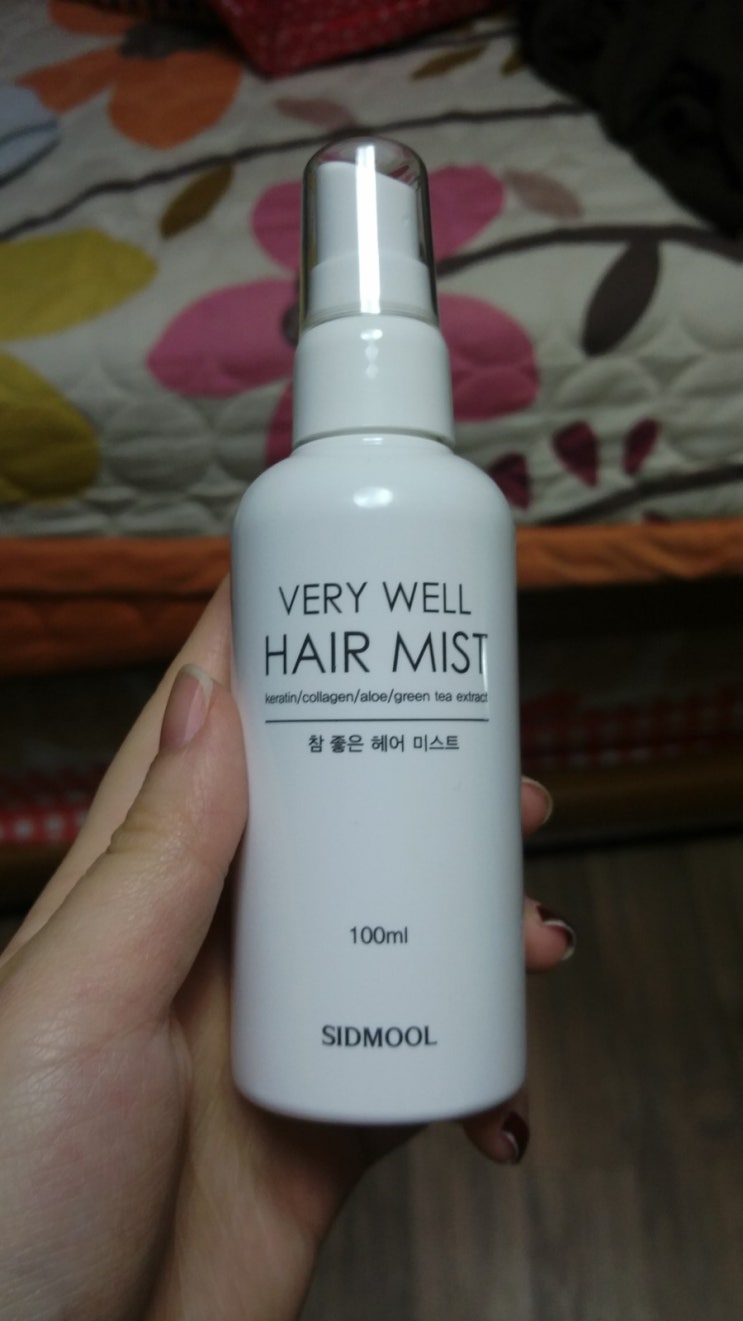 VERY WELL
HAIR MIST
keratin/collagen/aloe/green tea extract
참 좋은 헤어 미스트
100ml
SIDMOOL